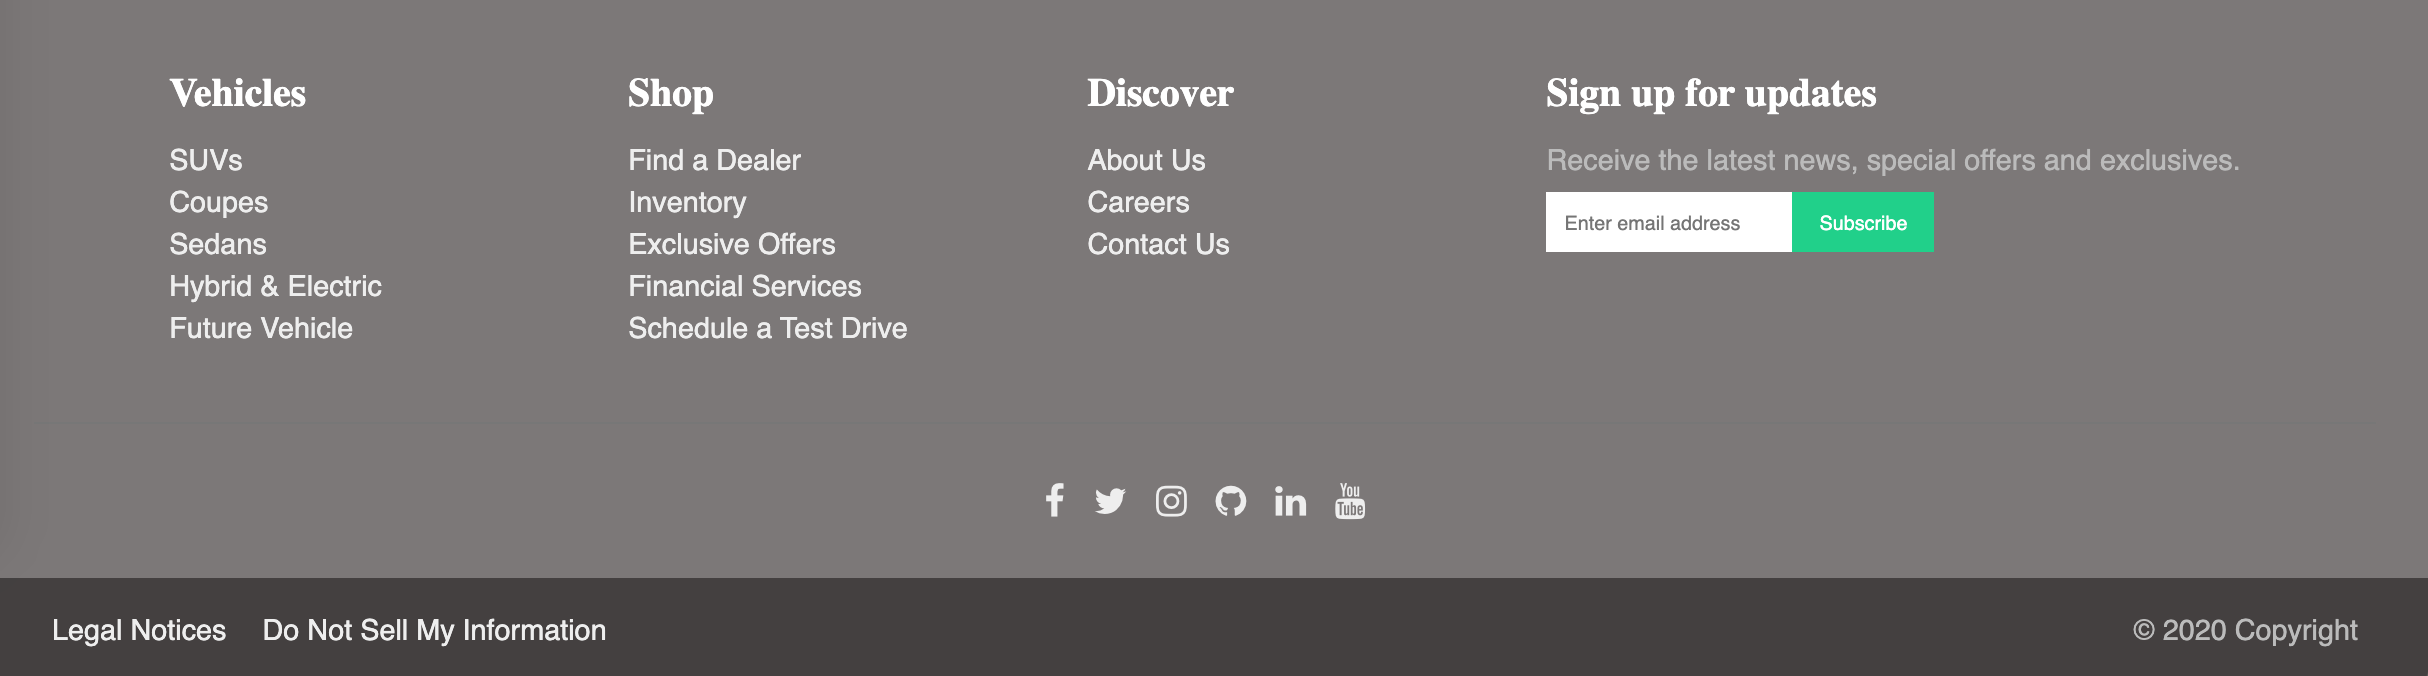 Vehicles
SUVs
Coupes
Sedans
Hybrid & Electric
Future Vehicle
Shop
Find a Dealer
Inventory
Exclusive Offers
Financial Services
Schedule a Test Drive
Discover
About Us
Careers
Contact Us
Sign up for updates
Receive the latest news, special offers and exclusives.
Enter email address
Subscribe
You
Tube
Legal Notices
Do Not Sell My Information
© 2020 Copyright